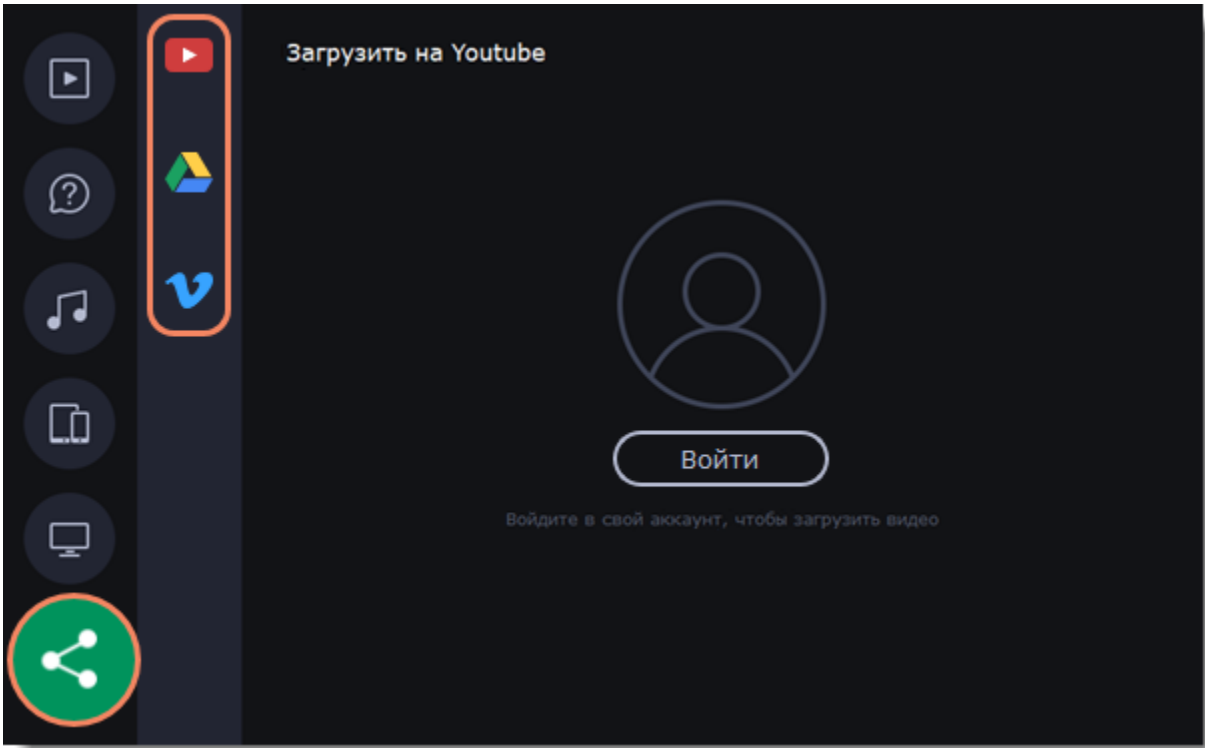 Загрузить на Youtube
Войти
Войдите в свой аккаунт, чтобы загрузить видео